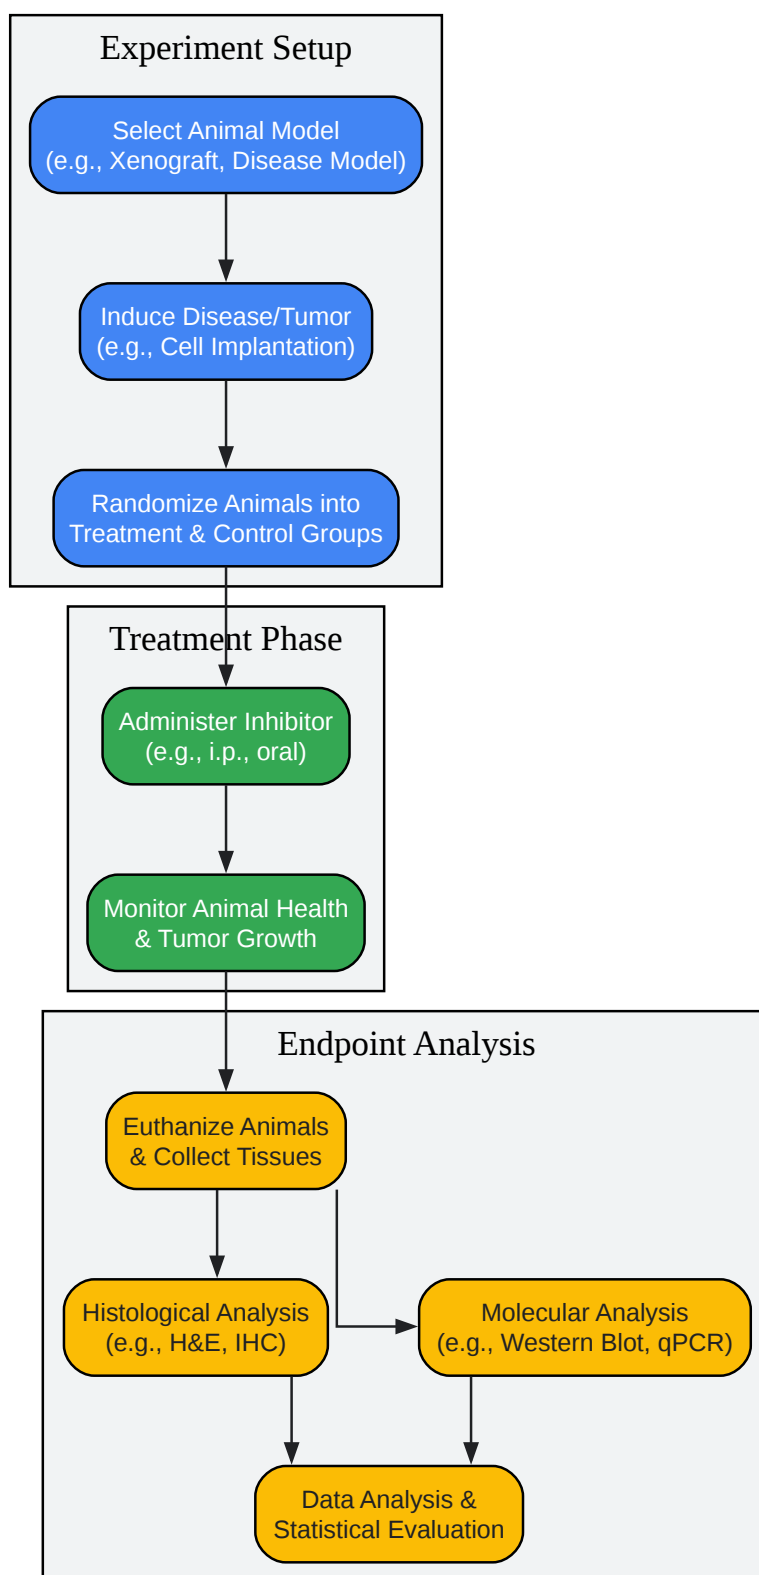 Experiment Setup
Select Animal Model
(e.g., Xenograft, Disease Model)
Induce Disease/Tumor
(e.g., Cell Implantation)
Randomize Animals into
Treatment & Control Groups
Treatment Phase
Administer Inhibitor
(e.g., i.p., oral)
Monitor Animal Health
& Tumor Growth
Endpoint Analysis
Euthanize Animals
& Collect Tissues
Histological Analysis
(e.g., H&E, IHC)
Molecular Analysis
(e.g., Western Blot, qPCR)
Data Analysis &
Statistical Evaluation